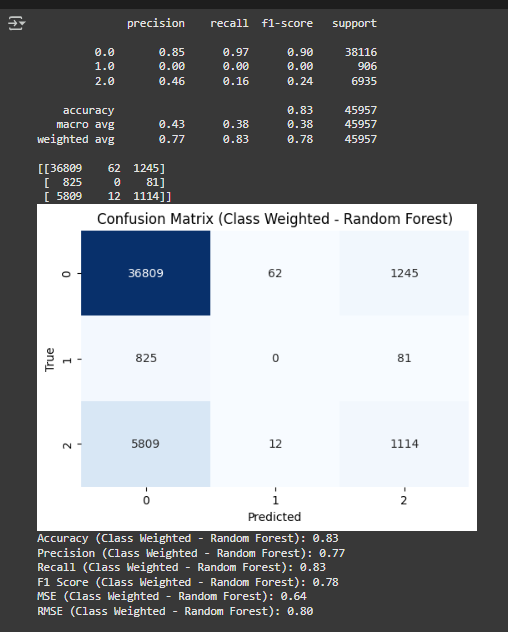 precision recall f1-score support
0.0 0.85 0.97 0.90 38116
1.0 0.00 0.00 0.00 906
2.0 0.46 0.16 0.24 6935
accuracy 0.83 45957
macro avg 0.43 0.38 0.38 45957
weighted avg 0.77 0.83 0.78 45957
[[36809 62 1245]
[ 825 0 81]
[ 5809 12 1114]]
Confusion Matrix (Class Weighted - Random Forest)
0 36809 62 1245
True
1 825 0 81
2 5809 12 1114
0 1 2
Predicted
Accuracy (Class Weighted - Random Forest): 0.83
Precision (Class Weighted - Random Forest): 0.77
Recall (Class Weighted - Random Forest): 0.83
F1 Score (Class Weighted - Random Forest): 0.78
MSE (Class Weighted - Random Forest): 0.64
RMSE (Class Weighted - Random Forest): 0.80